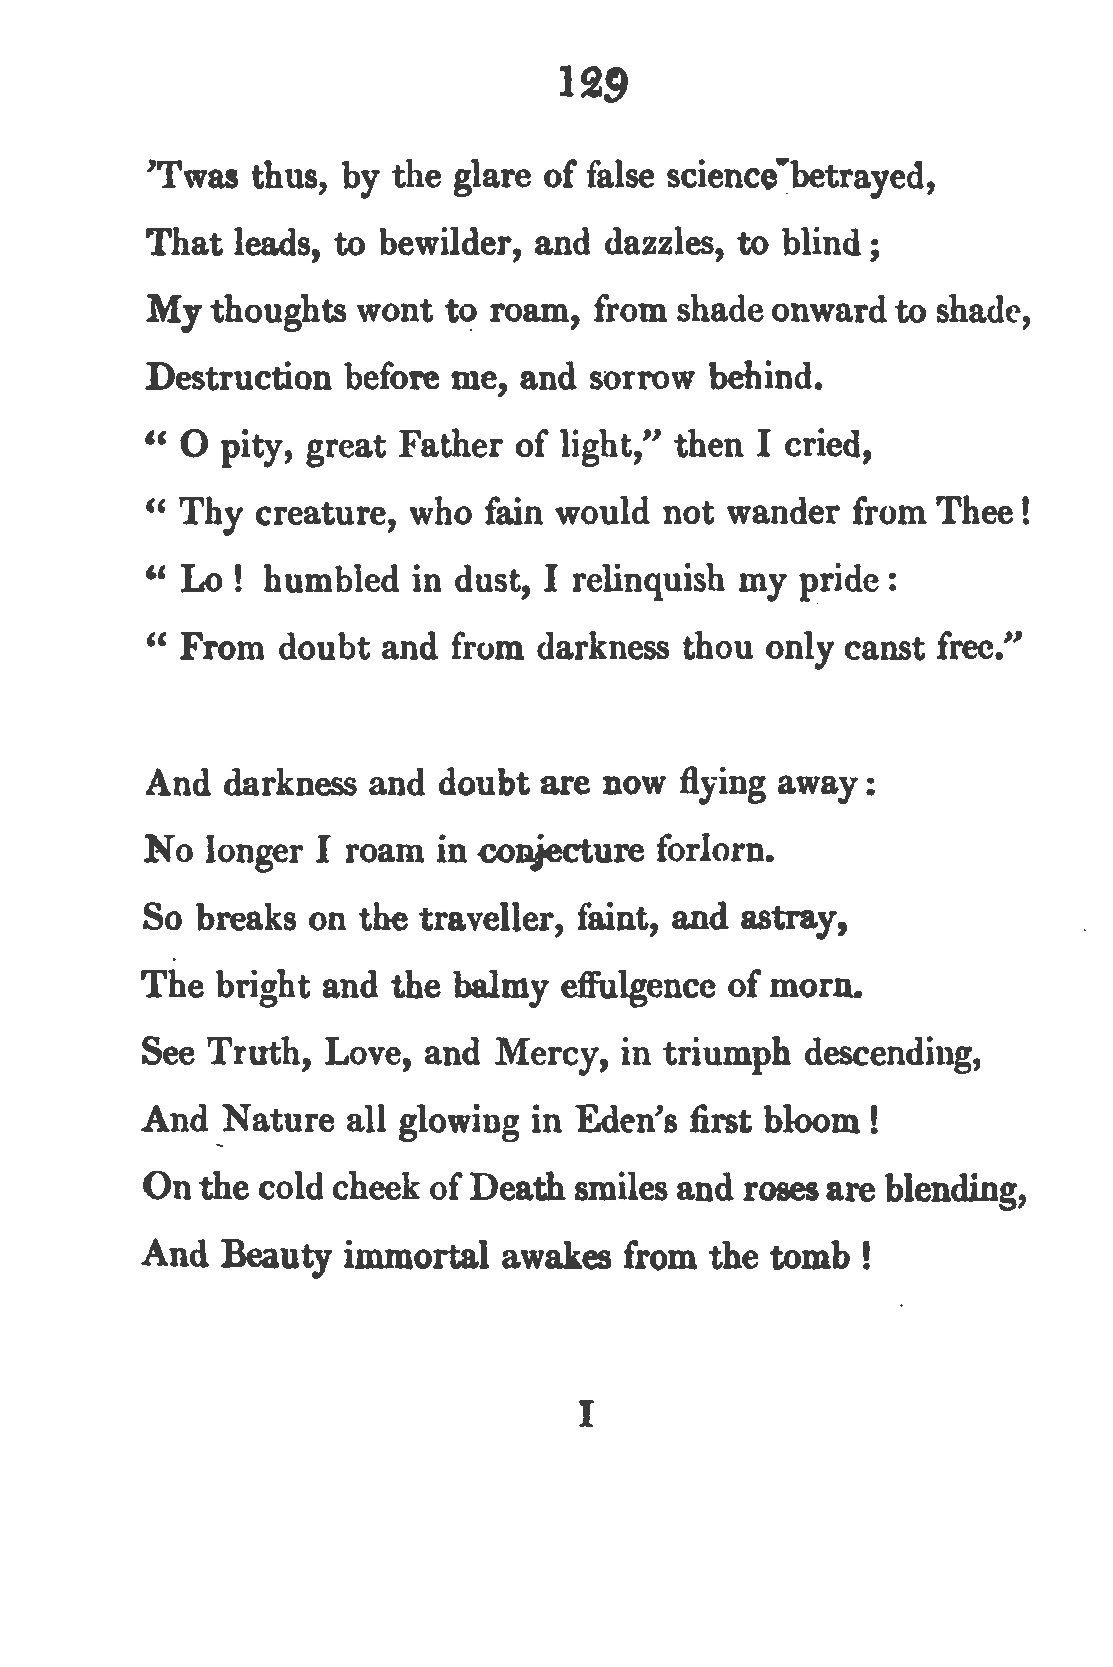 129
’Twas thus, by the glare of false science betrayed,
That leads, to bewilder, and dazzles, to blind ;
My thoughts wont to roam, from shade onward to shade,
Destruction before me, and sorrow behind.
“ O pity, great Father of light,” then I cried,
“ Thy creature, who fain would not wander from Thee !
“ Lo ! humbled in dust, I relinquish my pride :
“ From doubt and from darkness thou only canst free.”
And darkness and doubt are now flying away :
No longer I roam in conjecture forlorn.
So breaks on the traveller, faint, and astray,
The bright and the balmy effulgence of morn.
See Truth, Love, and Mercy, in triumph descending,
And Nature all glowing in Eden’s first bloom !
On the cold cheek of Death smiles and roses are blending,
And Beauty immortal awakes from the tomb !
I